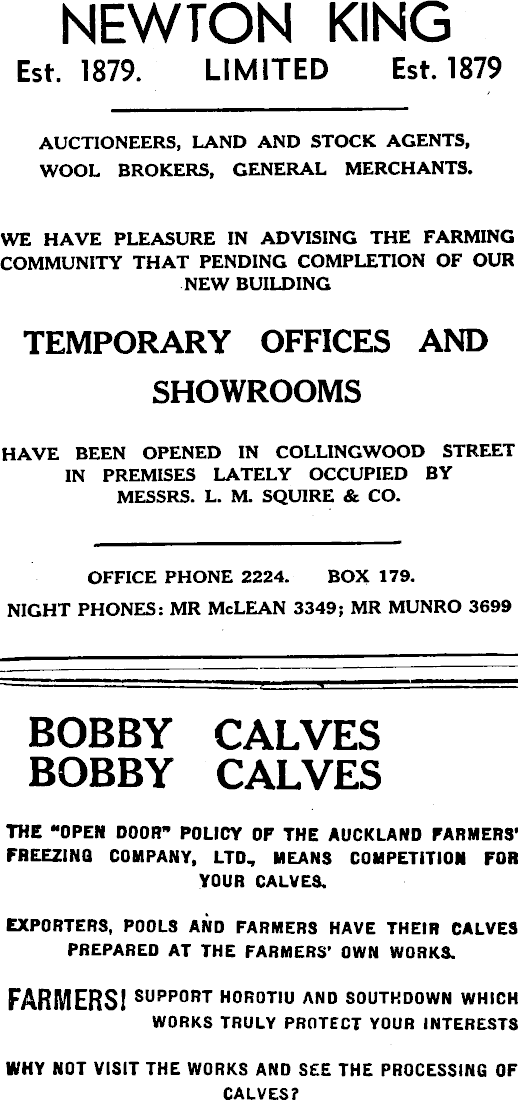 NEWTON KING
Est. 1879. LIMITED Est. 1879
AUCTIONEERS, LAND AND STOCK AGENTS,
WOOL BROKERS, GENERAL MERCHANTS.
WE HAVE PLEASURE IN ADVISING THE FARMING
COMMUNITY THAT PENDING COMPLETION OF OUR
NEW BUILDING
TEMPORARY OFFICES AND
SHOWROOMS
HAVE BEEN OPENED IN COLLINGWOOD STREET
IN PREMISES LATELY OCCUPIED BY
MESSRS. L. M. SQUIRE & CO.
OFFICE PHONE 2224. BOX 179.
NIGHT PHONES: MR McLEAN 3349; MR MUNRO 3699
BOBBY CALVES
BOBBY CALVES
THE "OPEN DOOR" POLICY OF THE AUCKLAND FARMERS'
FREEZING COMPANY, LTD., MEANS COMPETITION FOR
YOUR CALVES.
EXPORTERS, POOLS AND FARMERS HAVE THEIR CALVES
PREPARED AT THE FARMERS' OWN WORKS.
FARMERS! SUPPORT HOROTIU AND SOUTHDOWN WHICH
WORKS TRULY PROTECT YOUR INTERESTS
WHY NOT VISIT THE WORKS AND SEE THE PROCESSING OF
CALVES?